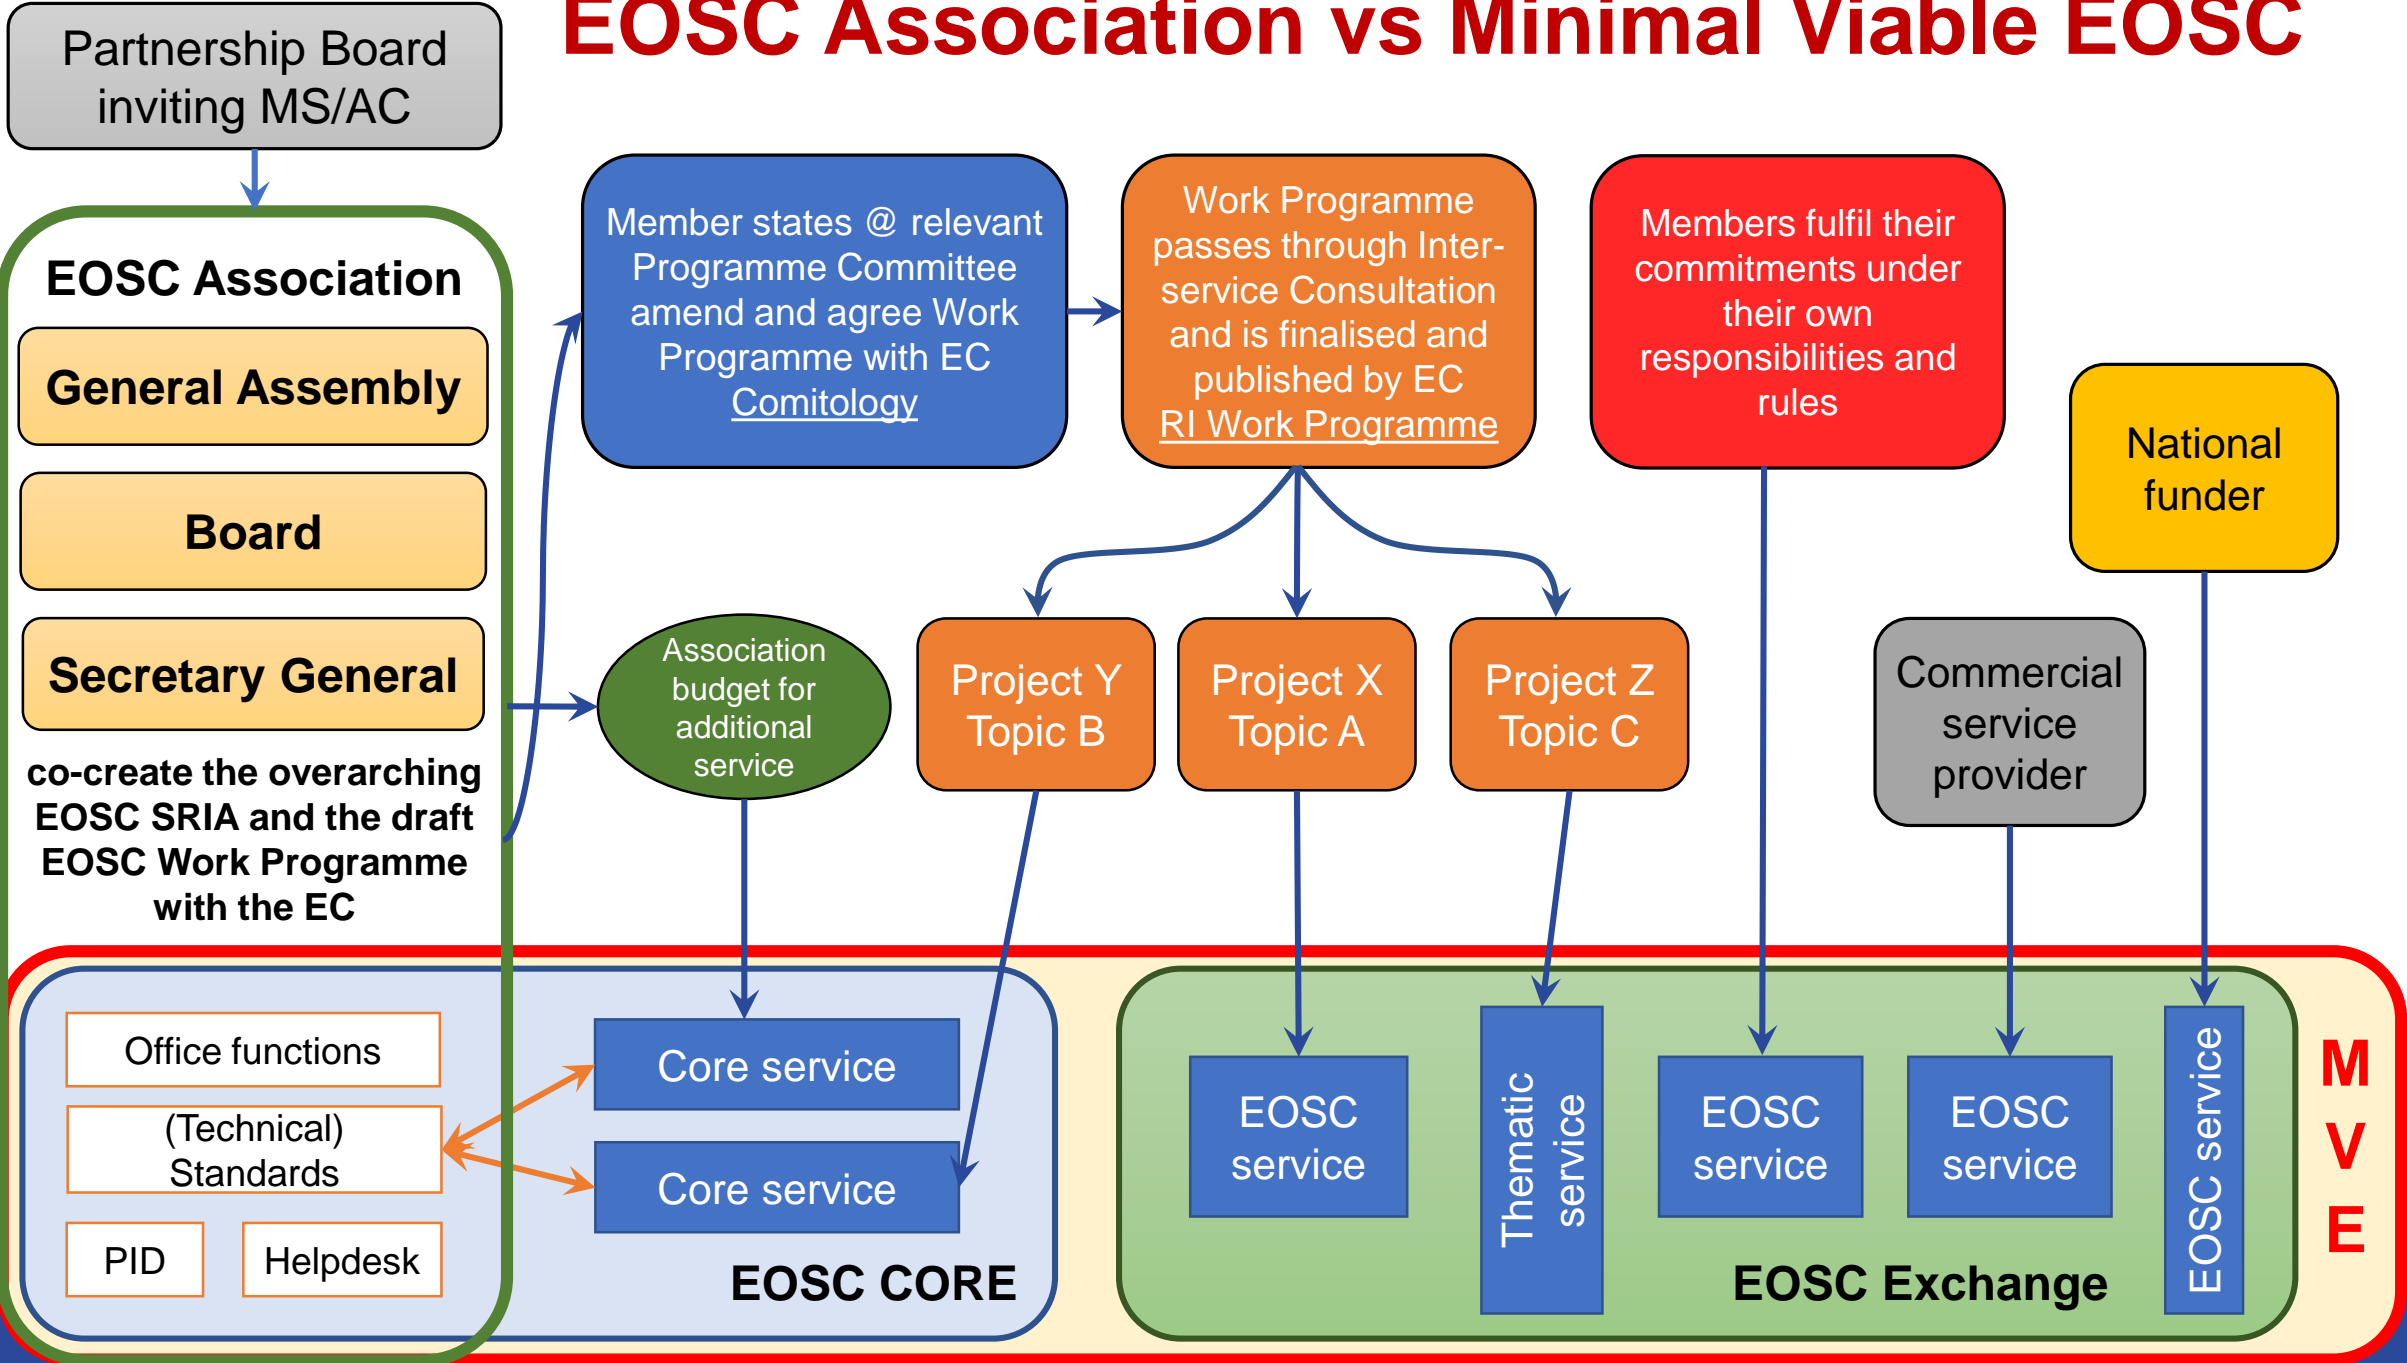 EOSC Association vs Minimal Viable EOSC
Partnership Board
inviting MS/AC
EOSC Association
General Assembly
Board
Secretary General
co-create the overarching
EOSC SRIA and the draft
EOSC Work Programme
with the EC
Member states @ relevant
Programme Committee
amend and agree Work
Programme with EC
Comitology
Work Programme
passes through Inter-
service Consultation
and is finalised and
published by EC
RI Work Programme
Members fulfil their
commitments under
their own
responsibilities and
rules
National
funder
Association
budget for
additional
service
Project Y
Topic B
Project X
Topic A
Project Z
Topic C
Commercial
service
provider
Office functions
(Technical)
Standards
PID
Helpdesk
Core service
Core service
EOSC CORE
EOSC
service
Thematic
service
EOSC
service
EOSC
service
EOSC service
EOSC Exchange
M
V
E